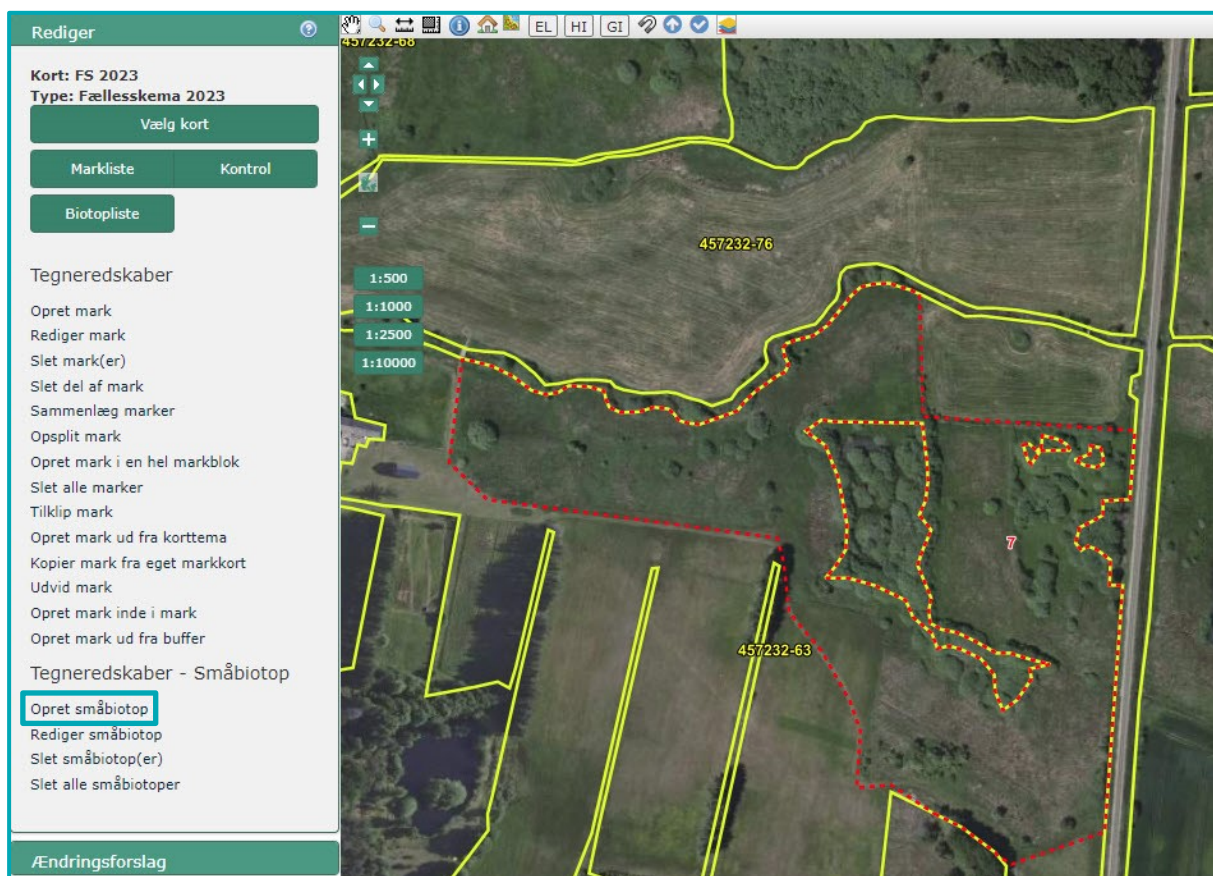 Rediger
?
EL
HI
GI
457232-68
Kort: FS 2023
Type: Fællesskema 2023
Vælg kort
Markliste
Kontrol
Biotopliste
Tegneredskaber
Opret mark
Rediger mark
Slet mark(er)
Slet del af mark
Sammenlæg marker
Opsplit mark
Opret mark i en hel markblok
Slet alle marker
Tilklip mark
Opret mark ud fra korttema
Kopier mark fra eget markkort
Udvid mark
Opret mark inde i mark
Opret mark ud fra buffer
Tegneredskaber - Småbiotop
Opret småbiotop
Rediger småbiotop
Slet småbiotop(er)
Slet alle småbiotoper
Ændringsforslag
1:500
1:1000
1:2500
1:10000
457232-76
7
457232-63